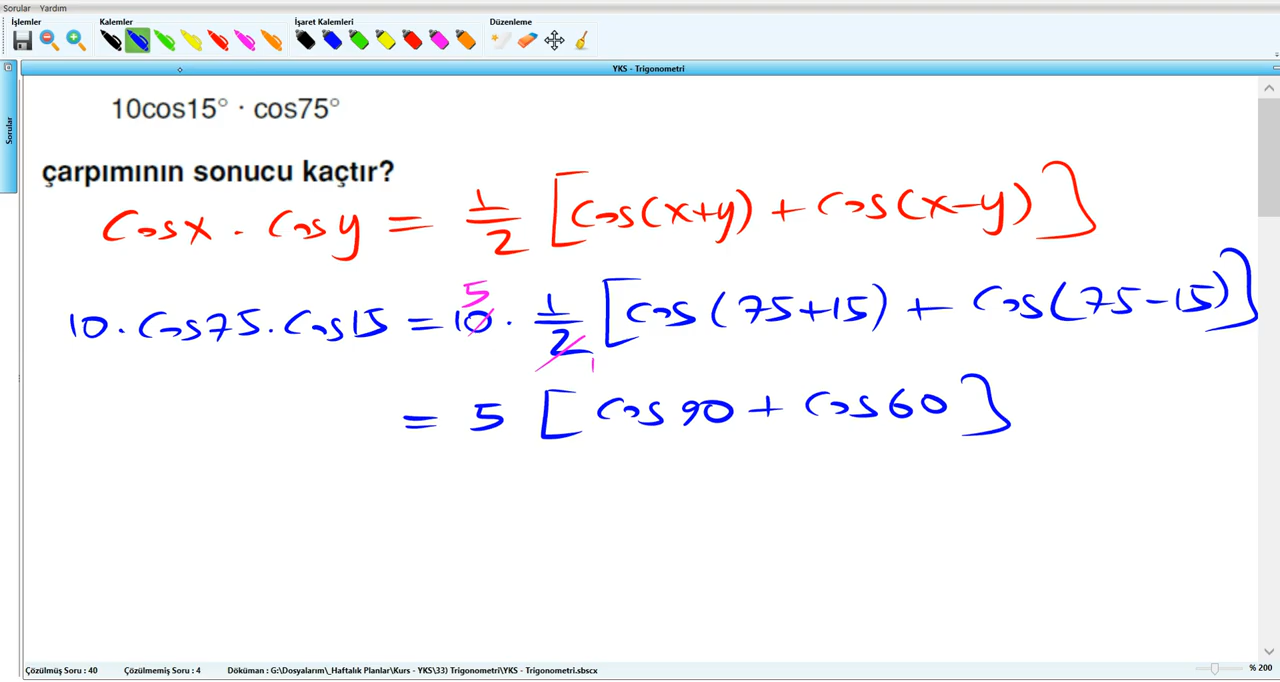 Sorular Yardım
İşlemler Kalemler İşaret Kalemleri Düzenleme
YKS - Trigonometri
Sorular
10cos15° · cos75°
çarpımının sonucu kaçtır?
Cosx . Cosy = 1/2 [Cos(x+y) + Cos(x-y)]
5
10. Cos75. Cos15 = 10 . 1/2 [Cos(75+15) + Cos(75-15)]
1
= 5 [Cos90 + Cos60]
Çözülmüş Soru : 40 Çözülmemiş Soru : 4 Döküman : G:\Dosyalarım\_Haftalık Planlar\Kurs - YKS\33) Trigonometri\YKS - Trigonometri.sbscx % 200